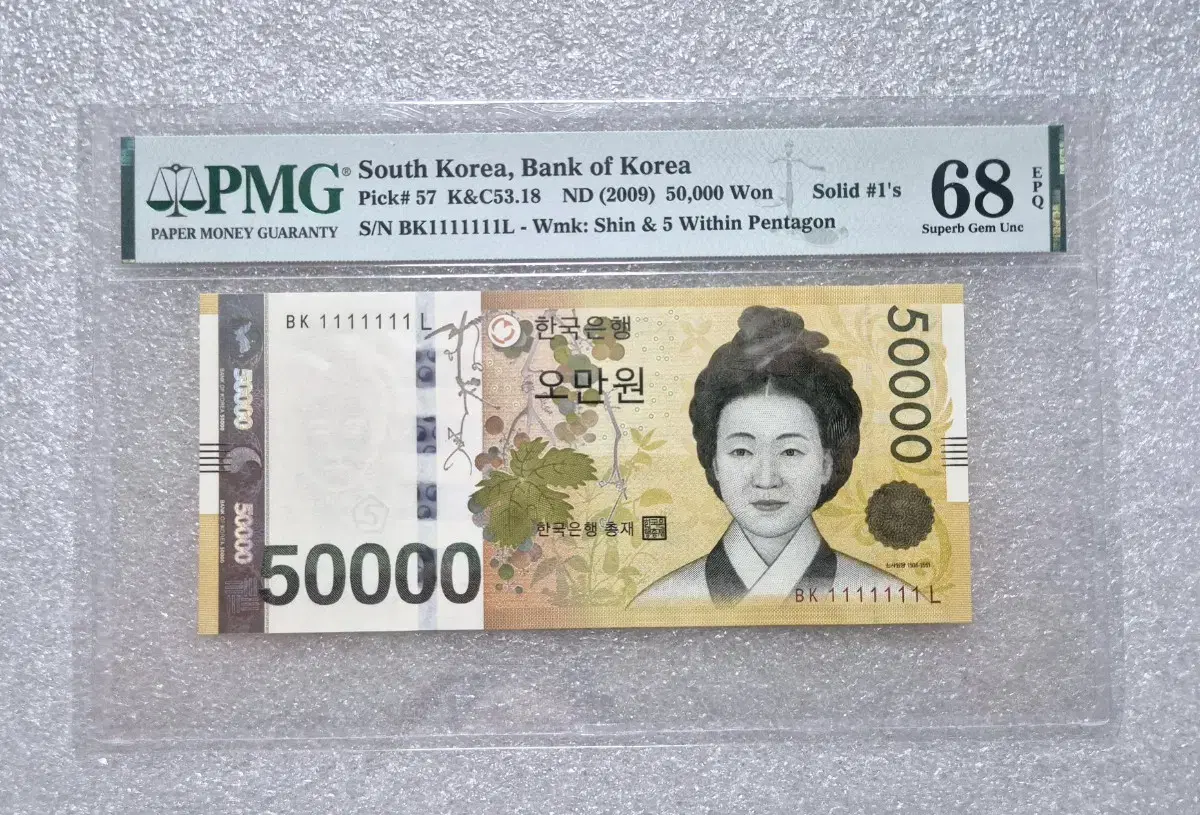 PMG®
PAPER MONEY GUARANTY
South Korea, Bank of Korea
Pick# 57 K&C53.18 ND (2009) 50,000 Won Solid #1's
S/N BK1111111L - Wmk: Shin & 5 Within Pentagon
68 EPQ
Superb Gem Unc
BK 1111111 L
한국은행
오만원
50000
50000
50000
한국은행 총재
50000
BK 1111111 L